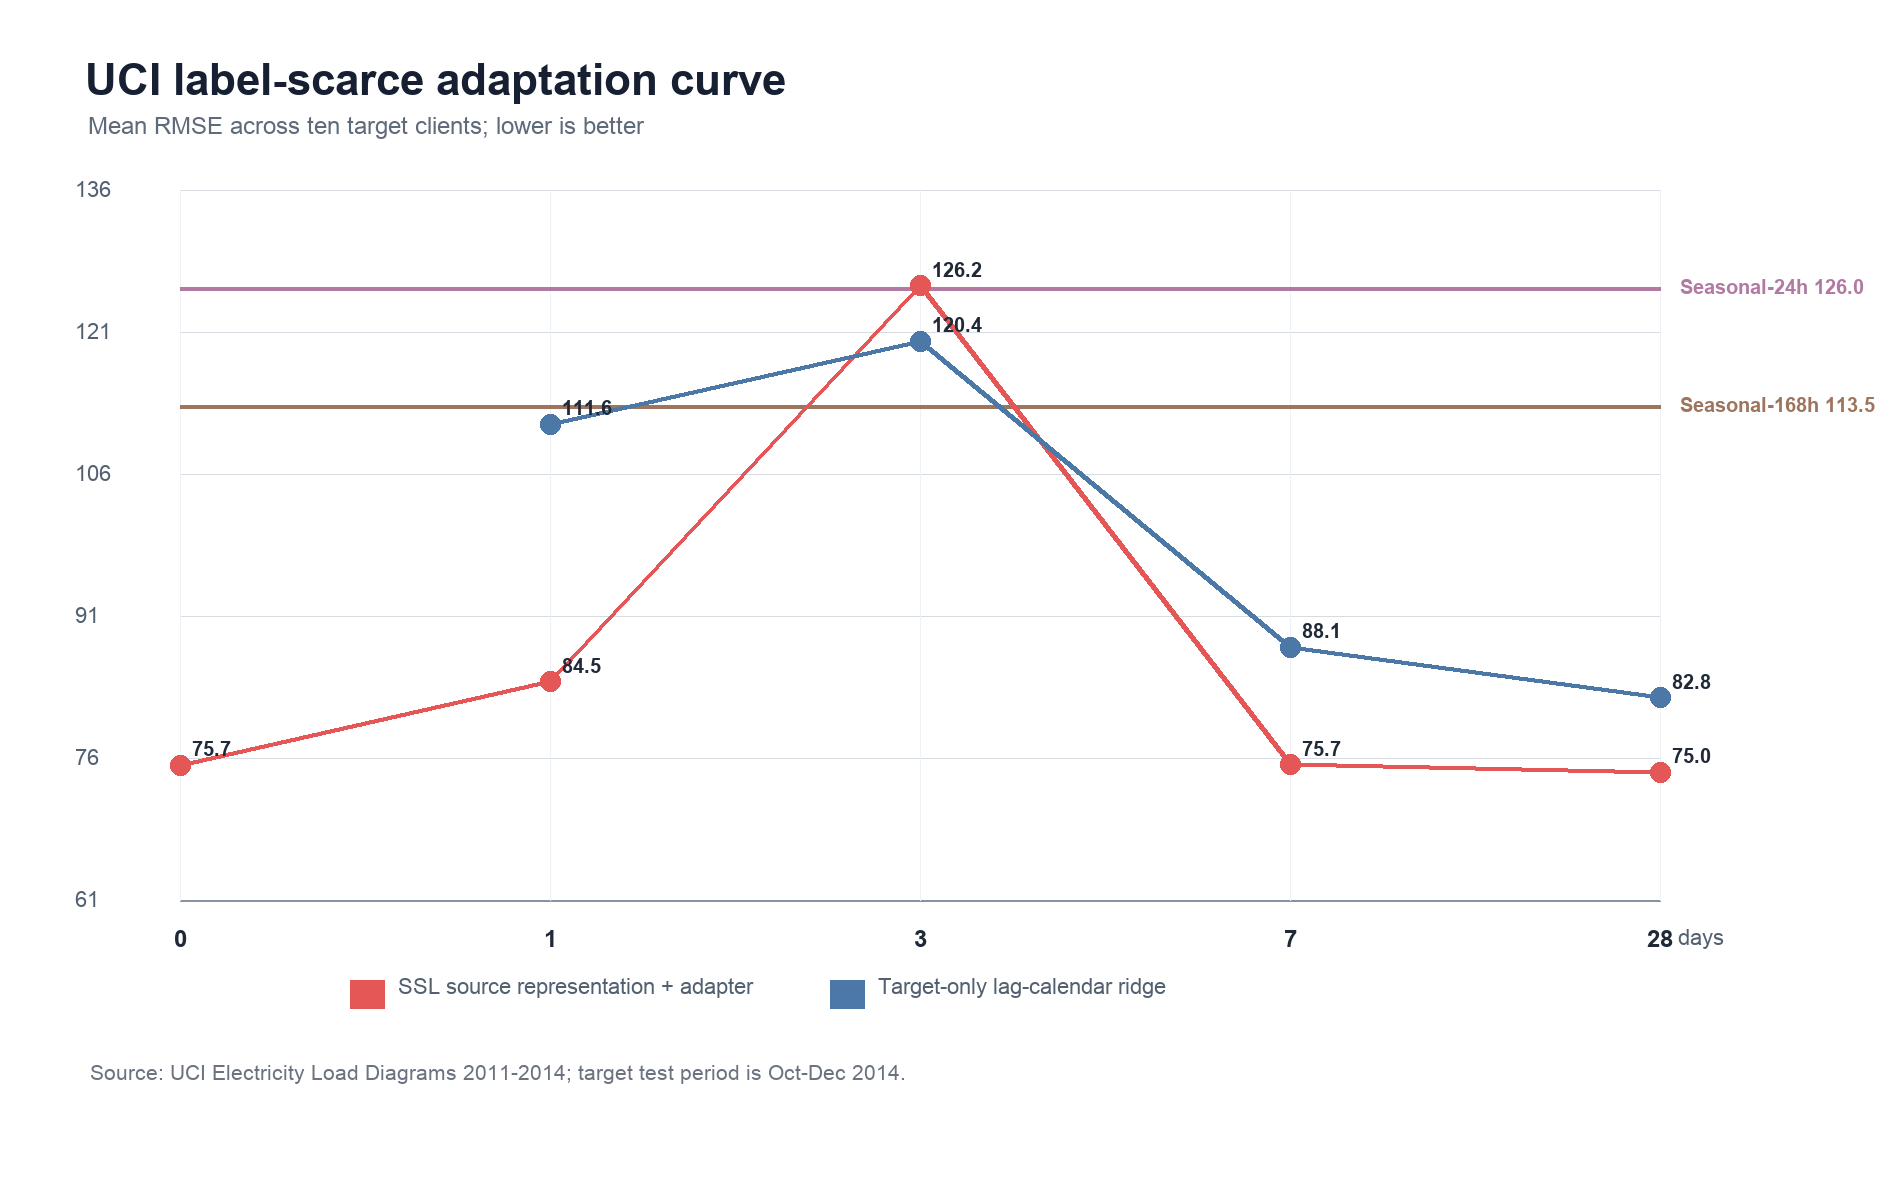 UCI label-scarce adaptation curve
Mean RMSE across ten target clients; lower is better
136
126.2
Seasonal-24h 126.0
121
120.4
111.6
Seasonal-168h 113.5
106
91
88.1
84.5
82.8
76
75.7
75.7
75.0
61
0 1 3 7 28 days
SSL source representation + adapter
Target-only lag-calendar ridge
Source: UCI Electricity Load Diagrams 2011-2014; target test period is Oct-Dec 2014.